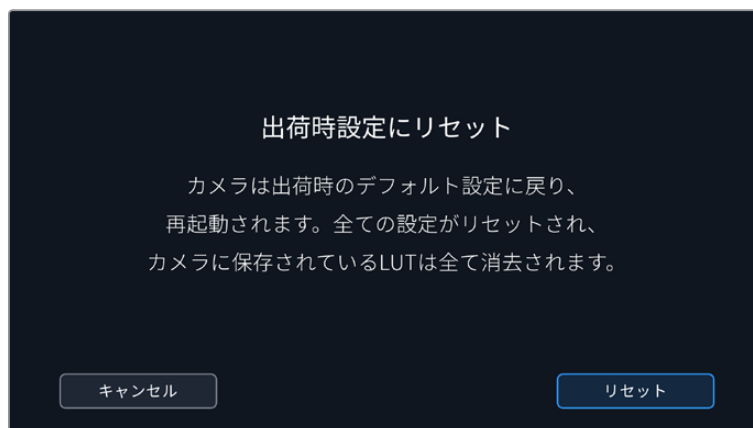 出荷時設定にリセット
カメラは出荷時のデフォルト設定に戻り、
再起動されます。全ての設定がリセットされ、
カメラに保存されているLUTは全て消去されます。
キャンセル
リセット